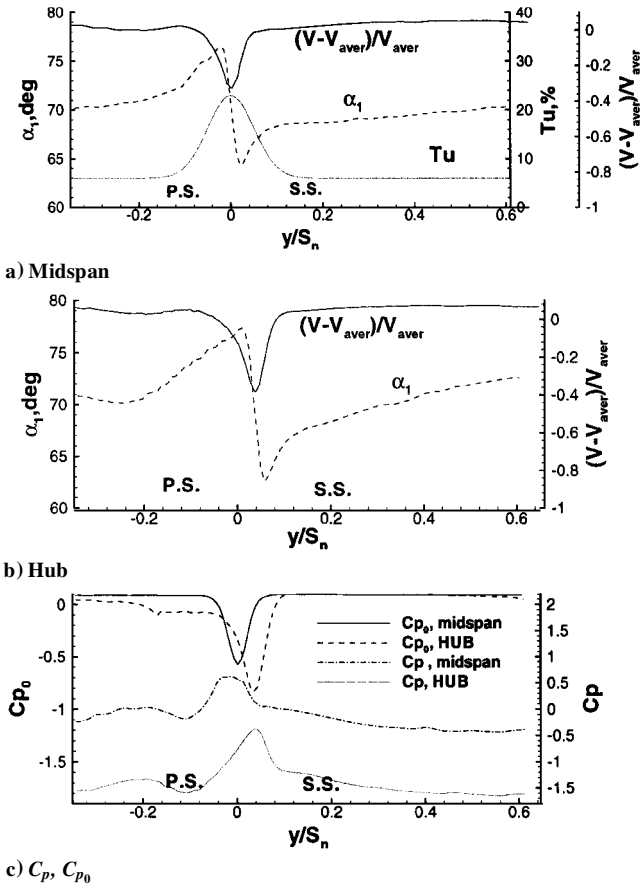 80
75
70
65
60
α₁,deg
(V-Vaver)/Vaver
α₁
Tu
P.S.
S.S.
40
30
20
10
0
Tu,%
0
-0.2
-0.4
-0.6
-0.8
-1
(V-Vaver)/Vaver
-0.2
0
0.2
0.4
0.6
y/Sn
a) Midspan
80
75
70
65
60
α₁,deg
(V-Vaver)/Vaver
α₁
P.S.
S.S.
0
-0.2
-0.4
-0.6
-0.8
-1
(V-Vaver)/Vaver
-0.2
0
0.2
0.4
0.6
y/Sn
b) Hub
0
-0.5
-1
-1.5
Cp₀
Cp₀, midspan
Cp₀, HUB
Cp , midspan
Cp, HUB
P.S.
S.S.
2
1.5
1
0.5
0
-0.5
-1
-1.5
Cp
-0.2
0
0.2
0.4
0.6
y/Sn
c) Cp, Cp₀